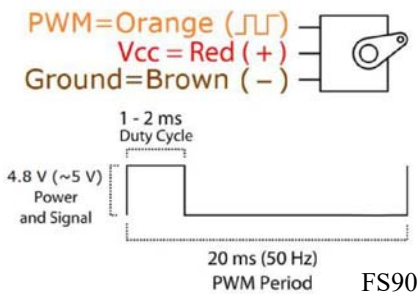 PWM=Orange (⎍⎍)
Vcc = Red ( + )
Ground=Brown ( − )
1 - 2 ms
Duty Cycle
4.8 V (~5 V)
Power
and Signal
20 ms (50 Hz)
PWM Period
FS90